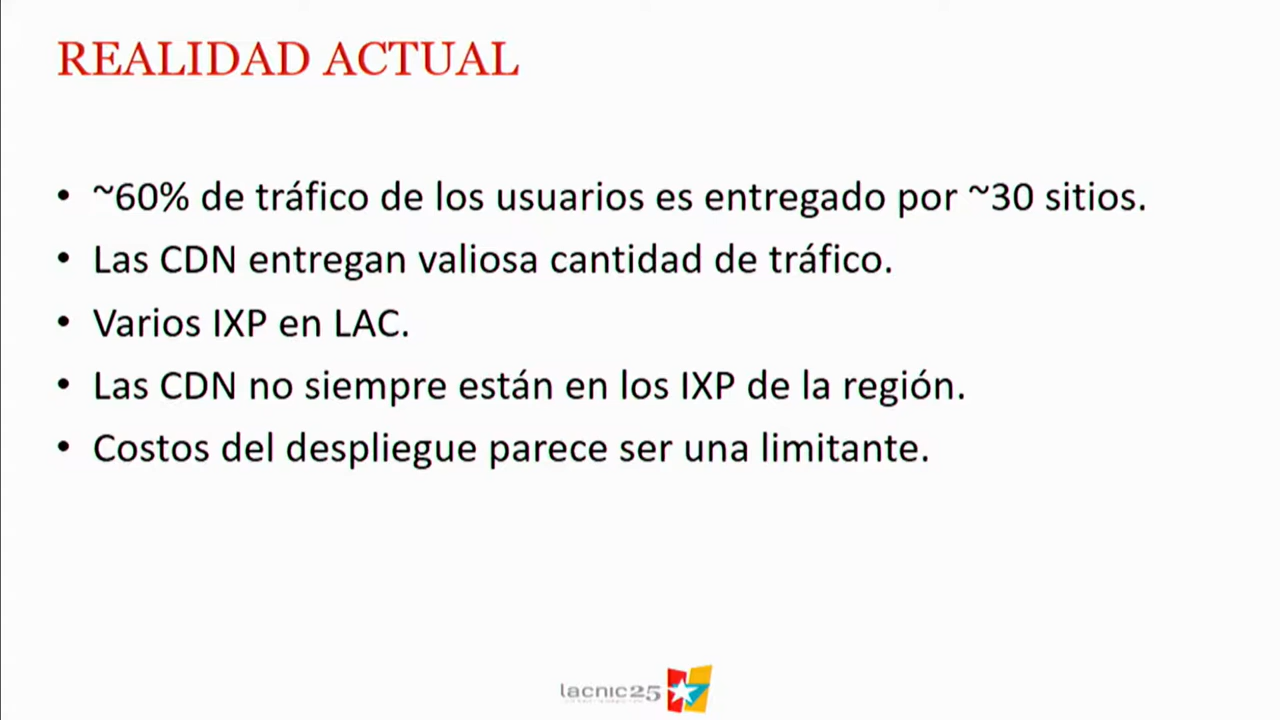 REALIDAD ACTUAL
• ~60% de tráfico de los usuarios es entregado por ~30 sitios.
• Las CDN entregan valiosa cantidad de tráfico.
• Varios IXP en LAC.
• Las CDN no siempre están en los IXP de la región.
• Costos del despliegue parece ser una limitante.
lacnic25